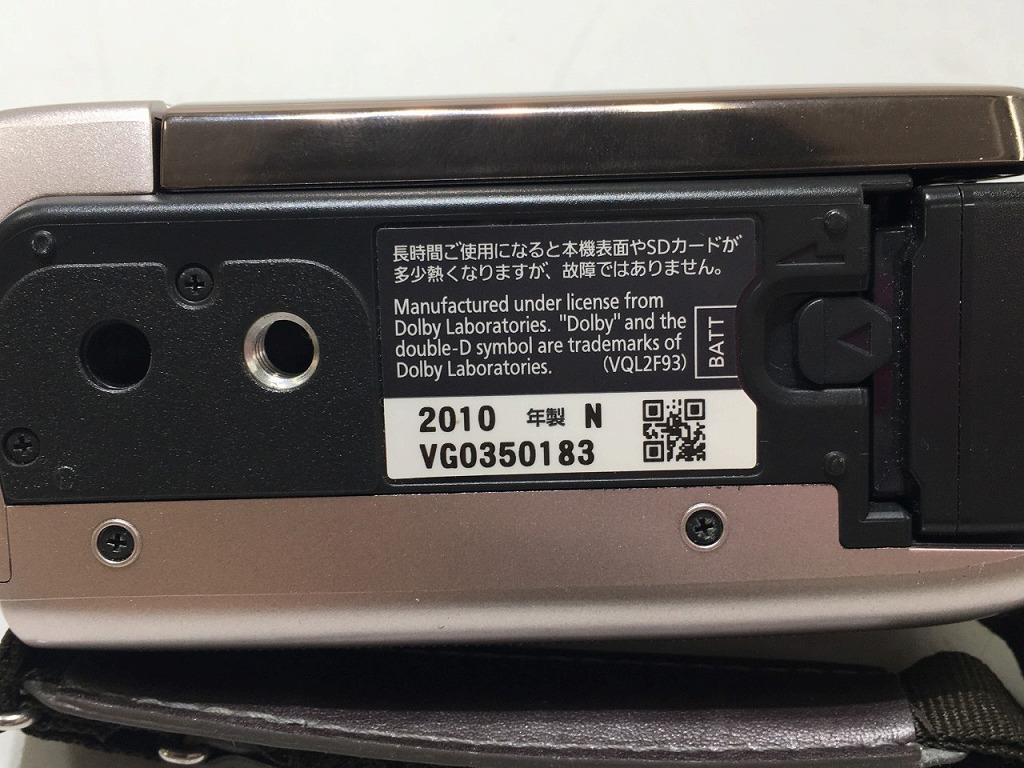 長時間ご使用になると本機表面やSDカードが
多少熱くなりますが、故障ではありません。
Manufactured under license from
Dolby Laboratories. "Dolby" and the
double-D symbol are trademarks of
Dolby Laboratories. (VQL2F93)
BATT
2010 年製 N
VG0350183